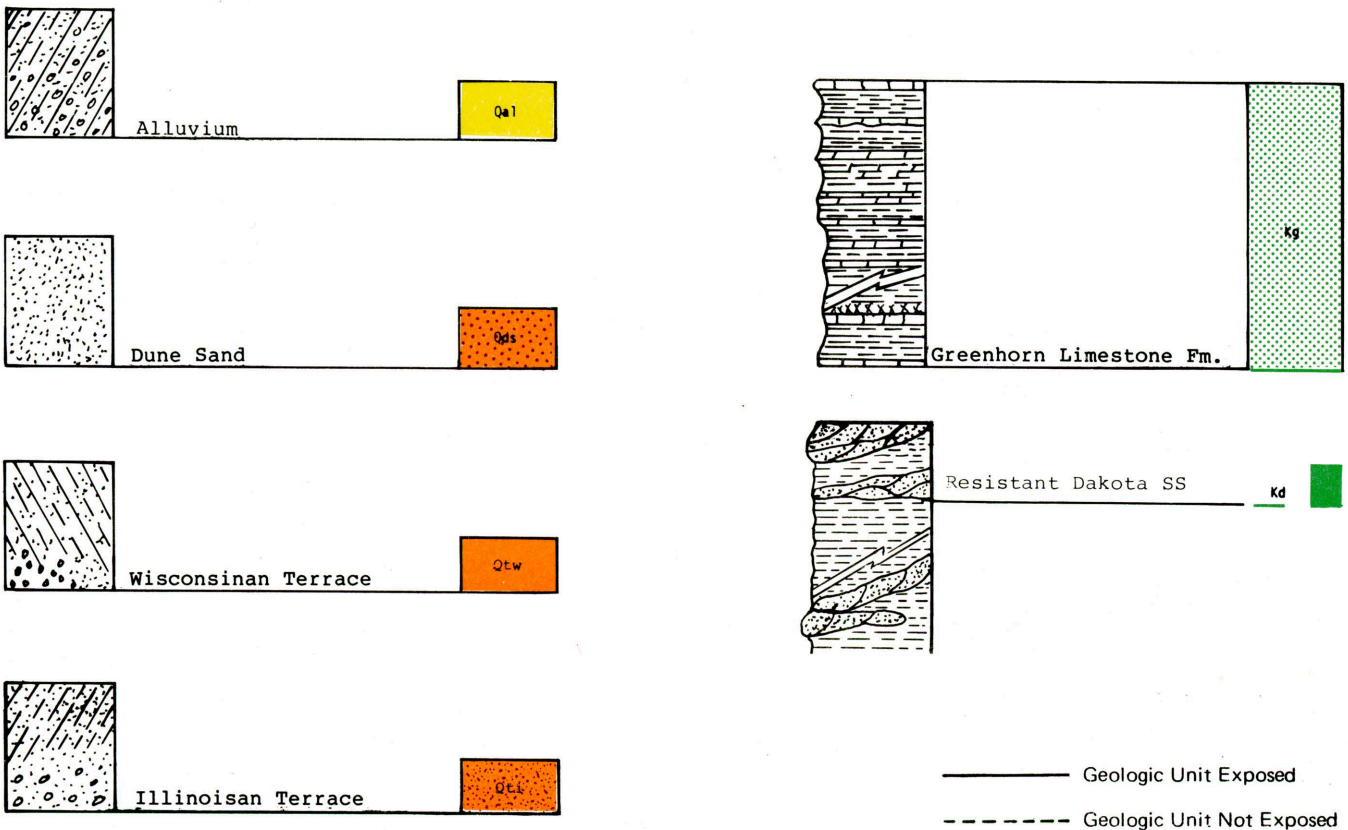 Alluvium
Qal
Dune Sand
Qds
Wisconsinan Terrace
Qtw
Illinoisan Terrace
Qti
Greenhorn Limestone Fm.
Kg
Resistant Dakota SS
Kd
Geologic Unit Exposed
Geologic Unit Not Exposed